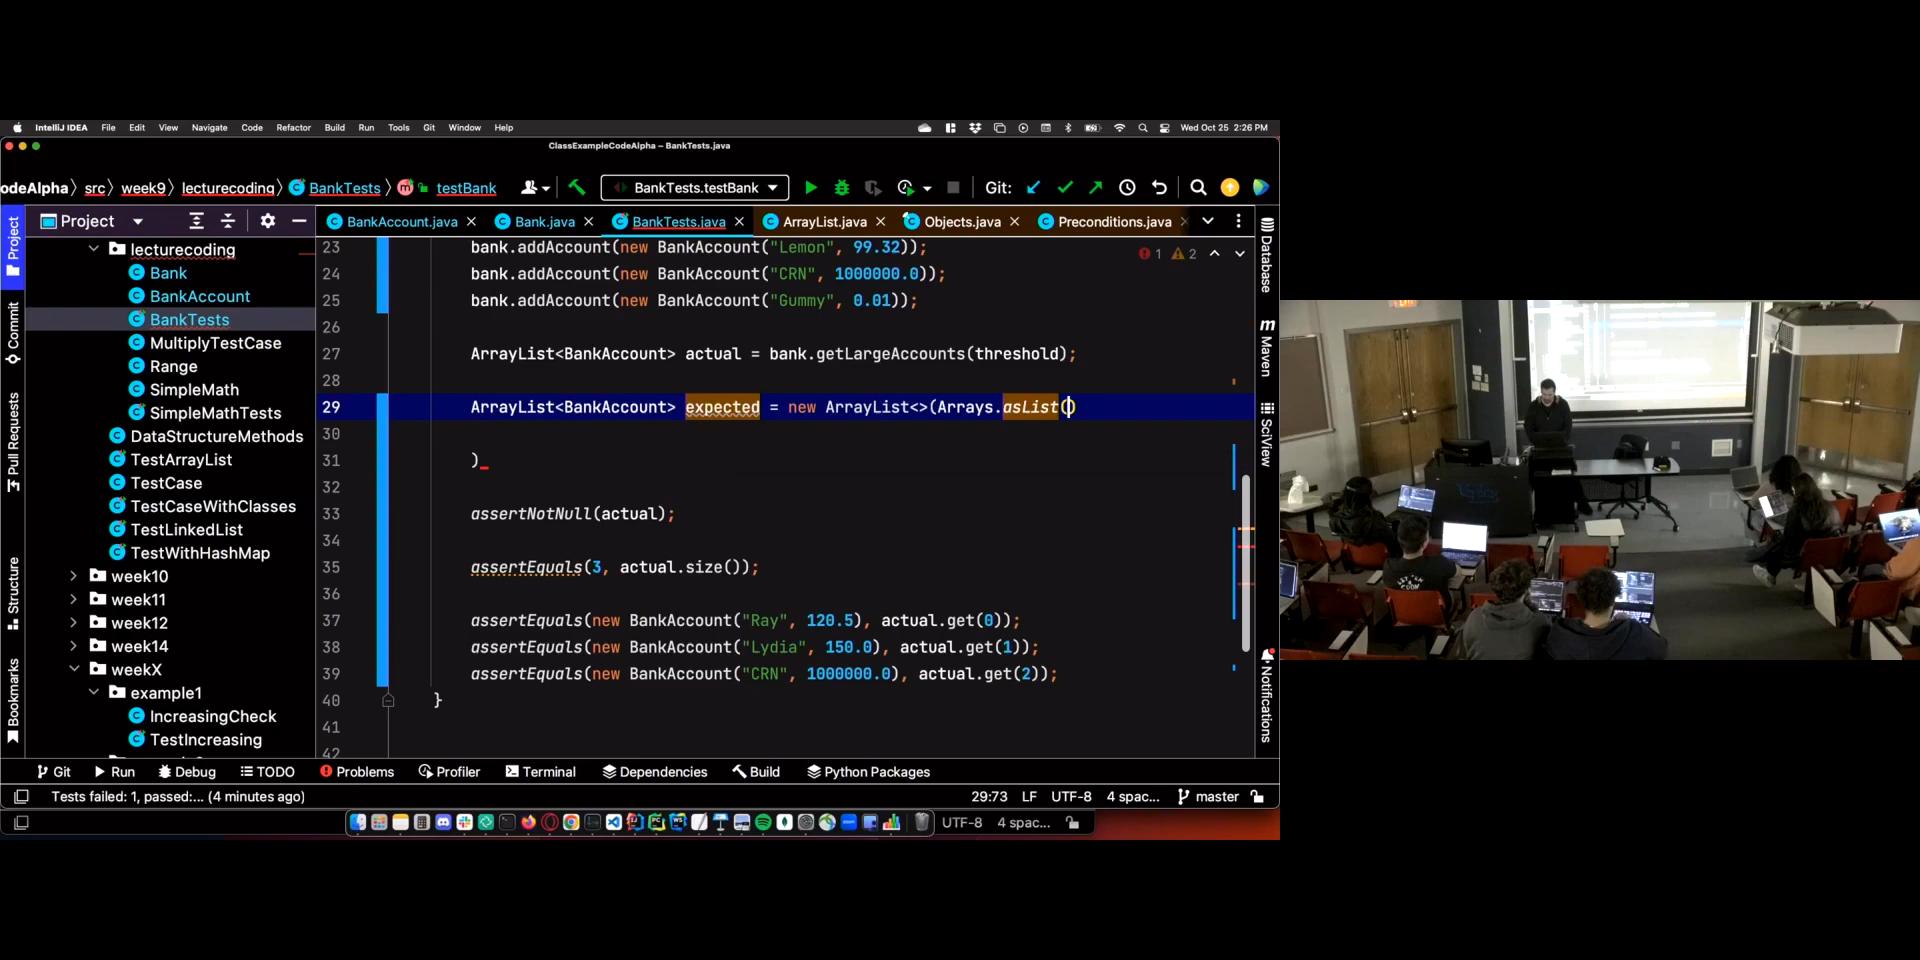 IntelliJ IDEA File Edit View Navigate Code Refactor Build Run Tools Git Window Help Wed Oct 25 2:26 PM
ClassExampleCodeAlpha – BankTests.java
odeAlpha src week9 lecturecoding BankTests testBank BankTests.testBank Git:
Project BankAccount.java Bank.java BankTests.java ArrayList.java Objects.java Preconditions.java
lecturecoding
Bank
BankAccount
BankTests
MultiplyTestCase
Range
SimpleMath
SimpleMathTests
DataStructureMethods
TestArrayList
TestCase
TestCaseWithClasses
TestLinkedList
TestWithHashMap
week10
week11
week12
week14
weekX
example1
IncreasingCheck
TestIncreasing
23 bank.addAccount(new BankAccount("Lemon", 99.32));
24 bank.addAccount(new BankAccount("CRN", 1000000.0));
25 bank.addAccount(new BankAccount("Gummy", 0.01));
26
27 ArrayList<BankAccount> actual = bank.getLargeAccounts(threshold);
28
29 ArrayList<BankAccount> expected = new ArrayList<>(Arrays.asList()
30
31 )
32
33 assertNotNull(actual);
34
35 assertEquals(3, actual.size());
36
37 assertEquals(new BankAccount("Ray", 120.5), actual.get(0));
38 assertEquals(new BankAccount("Lydia", 150.0), actual.get(1));
39 assertEquals(new BankAccount("CRN", 1000000.0), actual.get(2));
40 }
41
42
1 2
Project
Commit
Pull Requests
Structure
Bookmarks
Database
Maven
SciView
Notifications
Git Run Debug TODO Problems Profiler Terminal Dependencies Build Python Packages
Tests failed: 1, passed:... (4 minutes ago) 29:73 LF UTF-8 4 spac... master
UTF-8 4 spac...